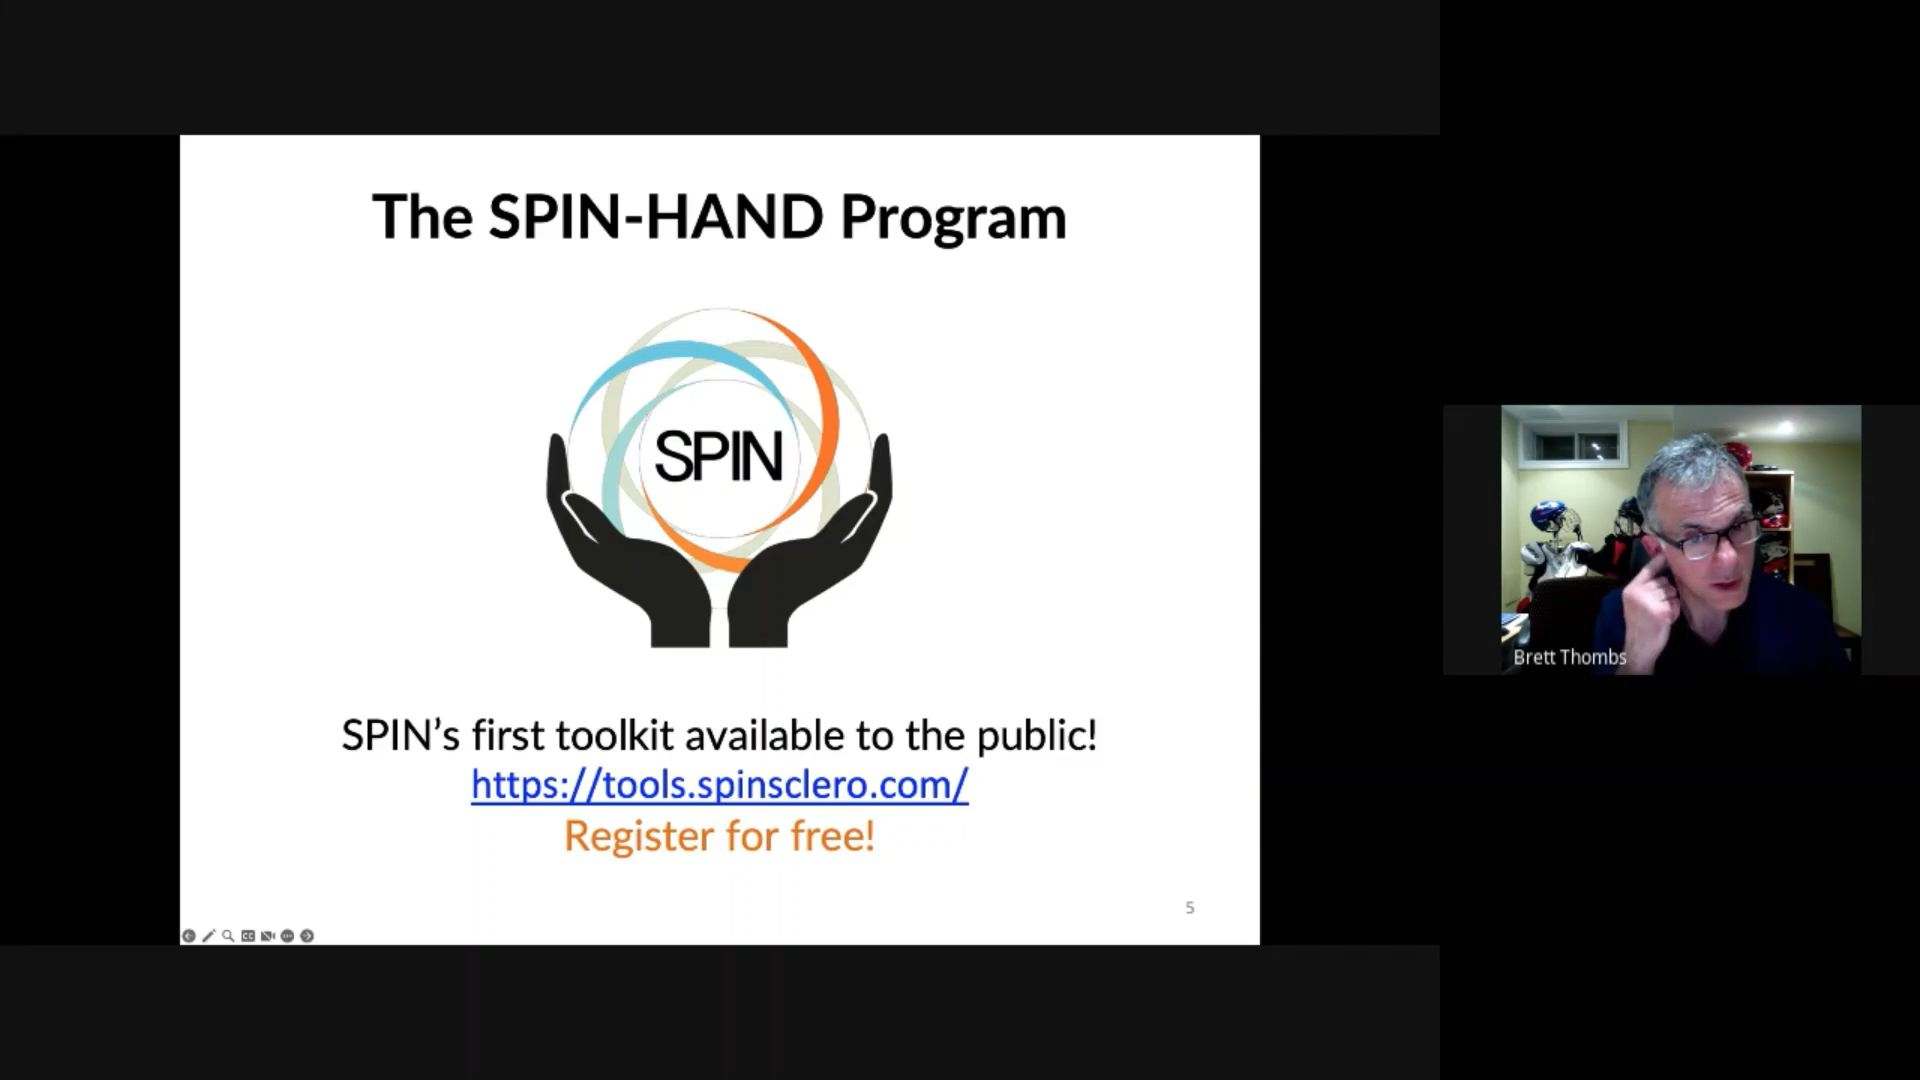 The SPIN-HAND Program
SPIN
SPIN’s first toolkit available to the public!
https://tools.spinsclero.com/
Register for free!
5
CC
Brett Thombs